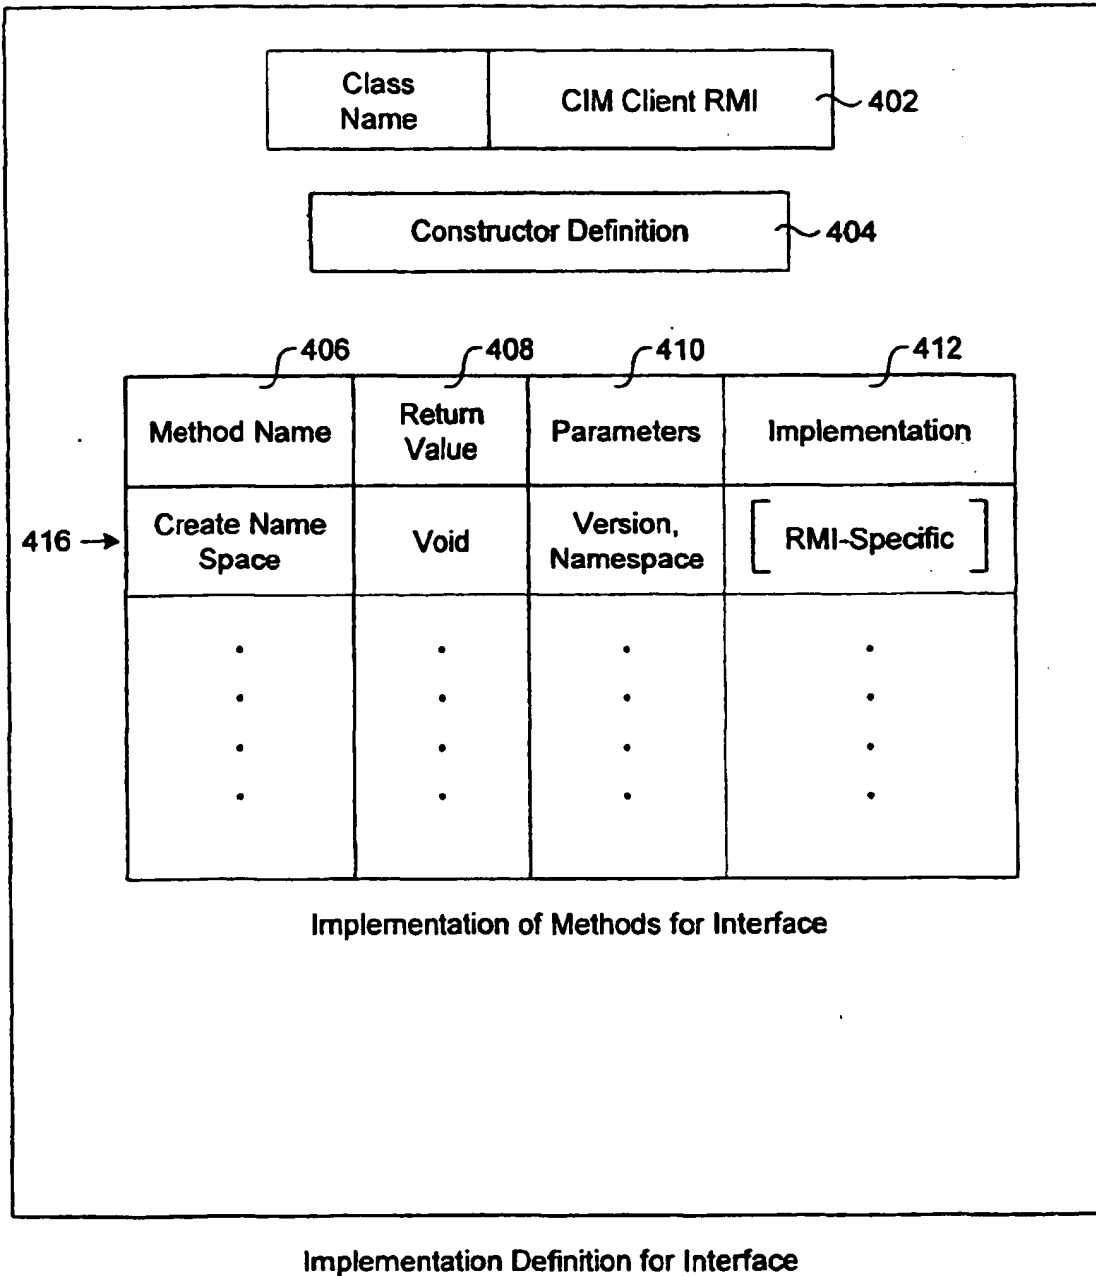 Class
Name
CIM Client RMI
402
Constructor Definition
404
406
408
410
412
Method Name
Return
Value
Parameters
Implementation
416
Create Name
Space
Void
Version,
Namespace
[RMI-Specific]
Implementation of Methods for Interface
Implementation Definition for Interface